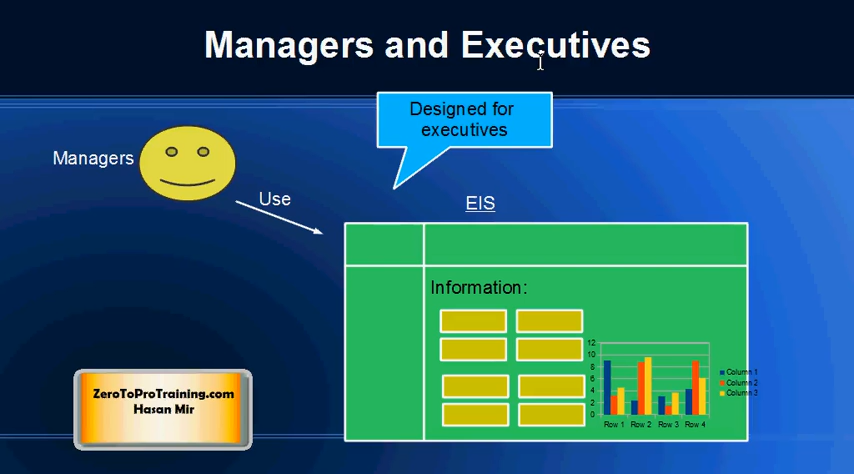 Managers and Executives
Designed for
executives
Managers
Use
EIS
Information:
12
10
8
6
4
2
0
Row 1 Row 2 Row 3 Row 4
Column 1
Column 2
Column 3
ZeroToProTraining.com
Hasan Mir